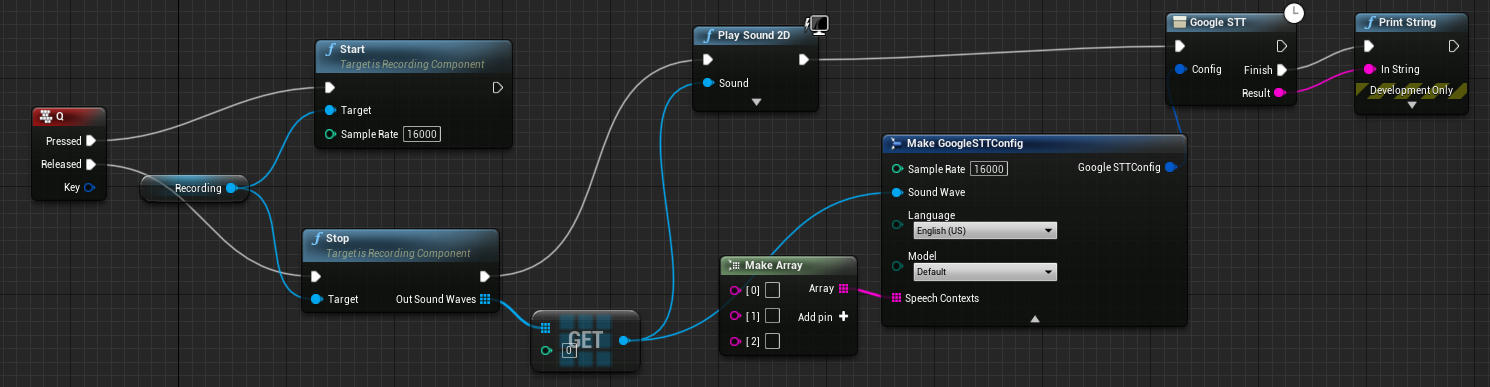 Q
Pressed
Released
Key
Recording
Start
Target is Recording Component
Target
Sample Rate 16000
Stop
Target is Recording Component
Target Out Sound Waves
GET
0
Play Sound 2D
Sound
Make Array
[0] Array
[1] Add pin
[2]
Make GoogleSTTConfig
Sample Rate 16000 Google STTConfig
Sound Wave
Language
English (US)
Model
Default
Speech Contexts
Google STT
Config Finish
Result
Print String
In String
Development Only